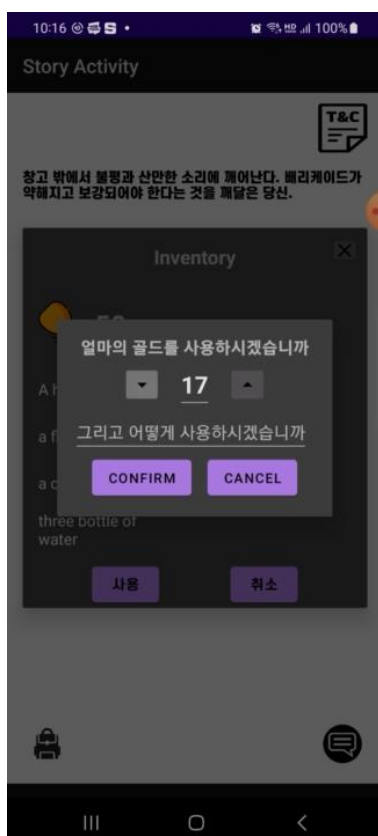 10:16
100%
Story Activity
T&C
창고 밖에서 불평과 산만한 소리에 깨어난다. 배리케이드가
약해지고 보강되어야 한다는 것을 깨달은 당신.
Inventory
얼마의 골드를 사용하시겠습니까
17
그리고 어떻게 사용하시겠습니까
CONFIRM
CANCEL
three bottle of
water
사용
취소